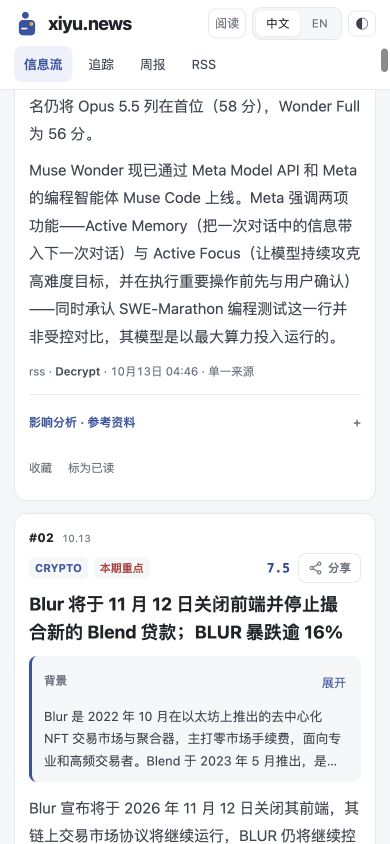 xiyu.news
阅读
中文
EN
信息流
追踪
周报
RSS
名仍将 Opus 5.5 列在首位（58 分），Wonder Full
为 56 分。
Muse Wonder 现已通过 Meta Model API 和 Meta
的编程智能体 Muse Code 上线。Meta 强调两项
功能——Active Memory（把一次对话中的信息带
入下一次对话）与 Active Focus（让模型持续攻克
高难度目标，并在执行重要操作前先与用户确认）
——同时承认 SWE-Marathon 编程测试这一行并
非受控对比，其模型是以最大算力投入运行的。
rss · Decrypt · 10月13日 04:46 · 单一来源
影响分析 · 参考资料
+
收藏
标为已读
#02
10.13
CRYPTO
本期重点
7.5
分享
Blur 将于 11 月 12 日关闭前端并停止撮
合新的 Blend 贷款；BLUR 暴跌逾 16%
背景
展开
Blur 是 2022 年 10 月在以太坊上推出的去中心化
NFT 交易市场与聚合器，主打零市场手续费，面向专
业和高频交易者。Blend 于 2023 年 5 月推出，是...
Blur 宣布将于 2026 年 11 月 12 日关闭其前端，其
链上交易市场协议将继续运行，BLUR 仍将继续控